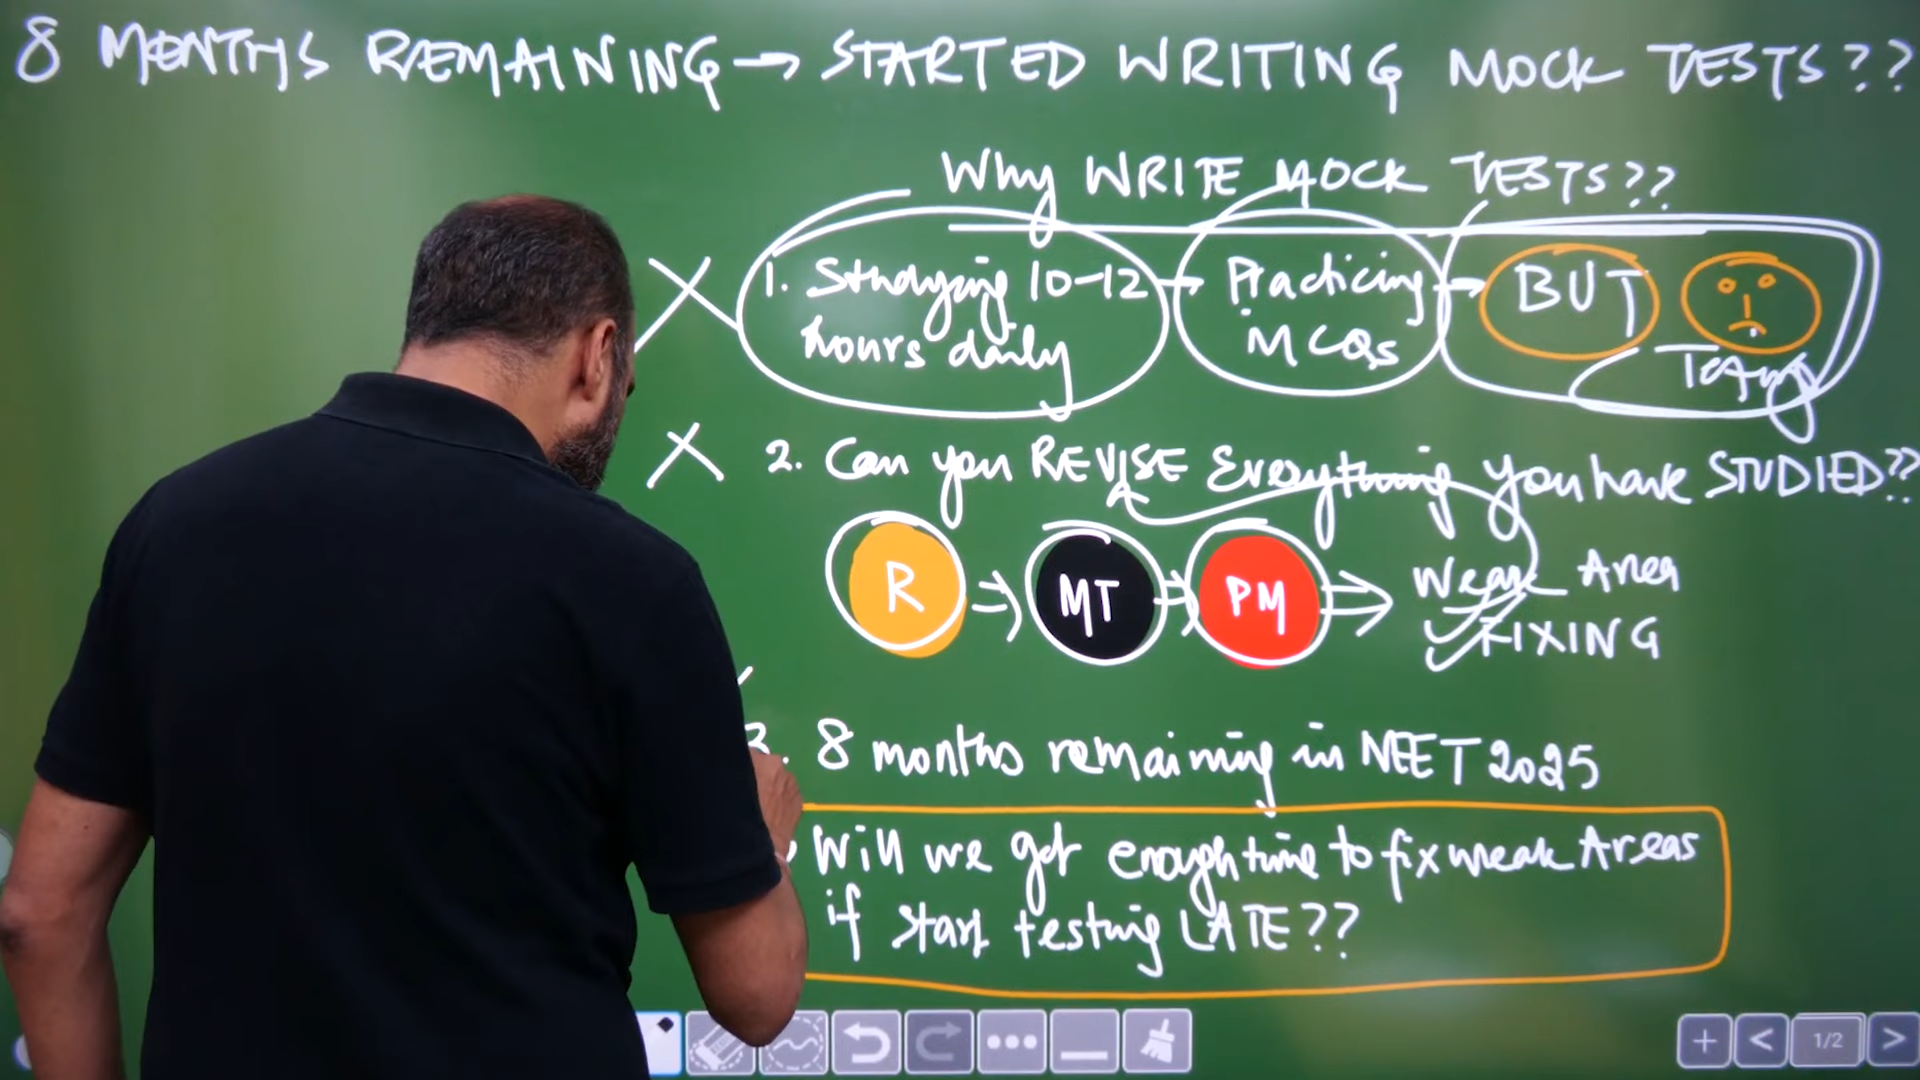 8 MONTHS REMAINING → STARTED WRITING MOCK TESTS??
Why WRITE MOCK TESTS??
1. Studying 10-12 → Practicing → BUT
hours daily MCQs
2. Can you REVISE Everything you have STUDIED??
R → MT → PM ⇒ Weak Area
FIXING
3. 8 months remaining in NEET 2025
Will we get enough time to fix weak Areas
if start testing LATE??
1/2